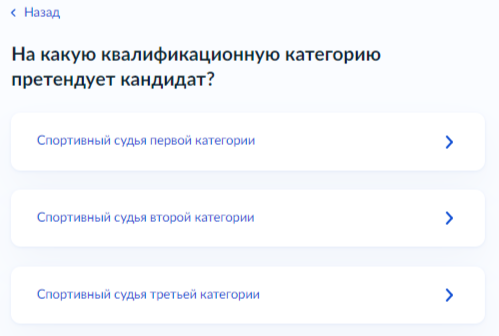 Назад
На какую квалификационную категорию
претендует кандидат?
Спортивный судья первой категории
Спортивный судья второй категории
Спортивный судья третьей категории